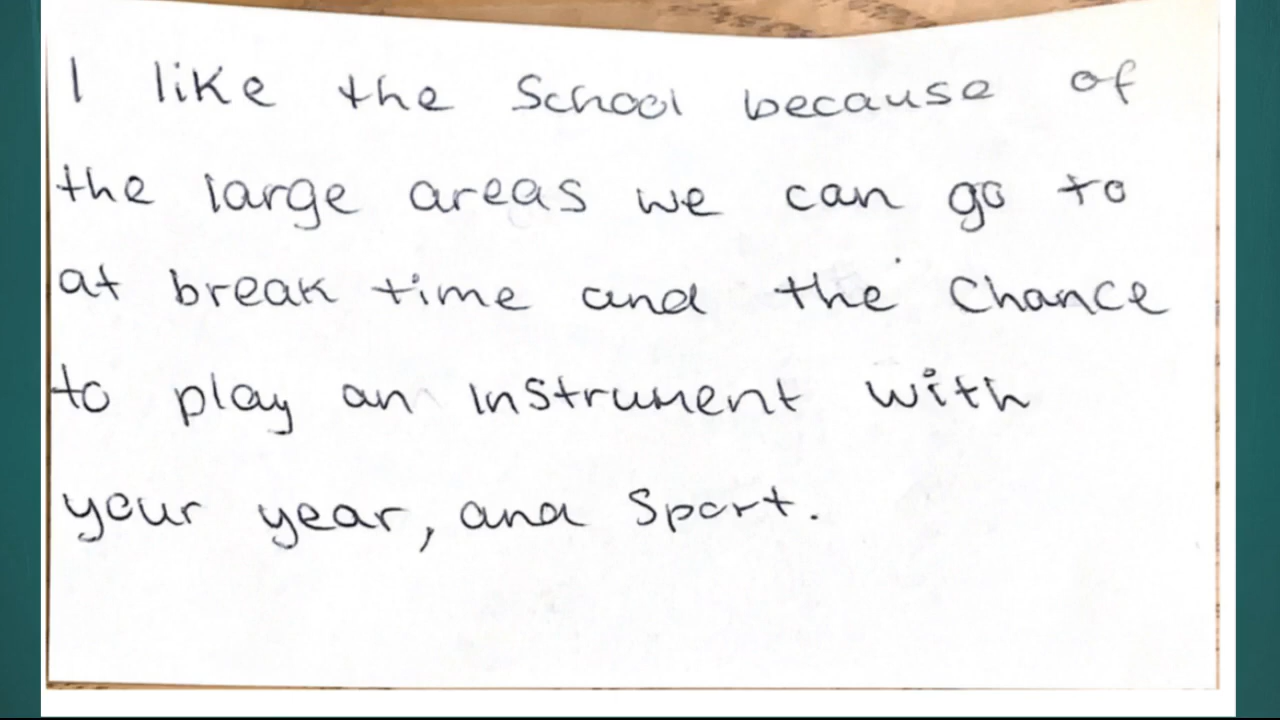 I like the School because of
the large areas we can go to
at break time and the Chance
to play an instrument with
your year, and Sport.